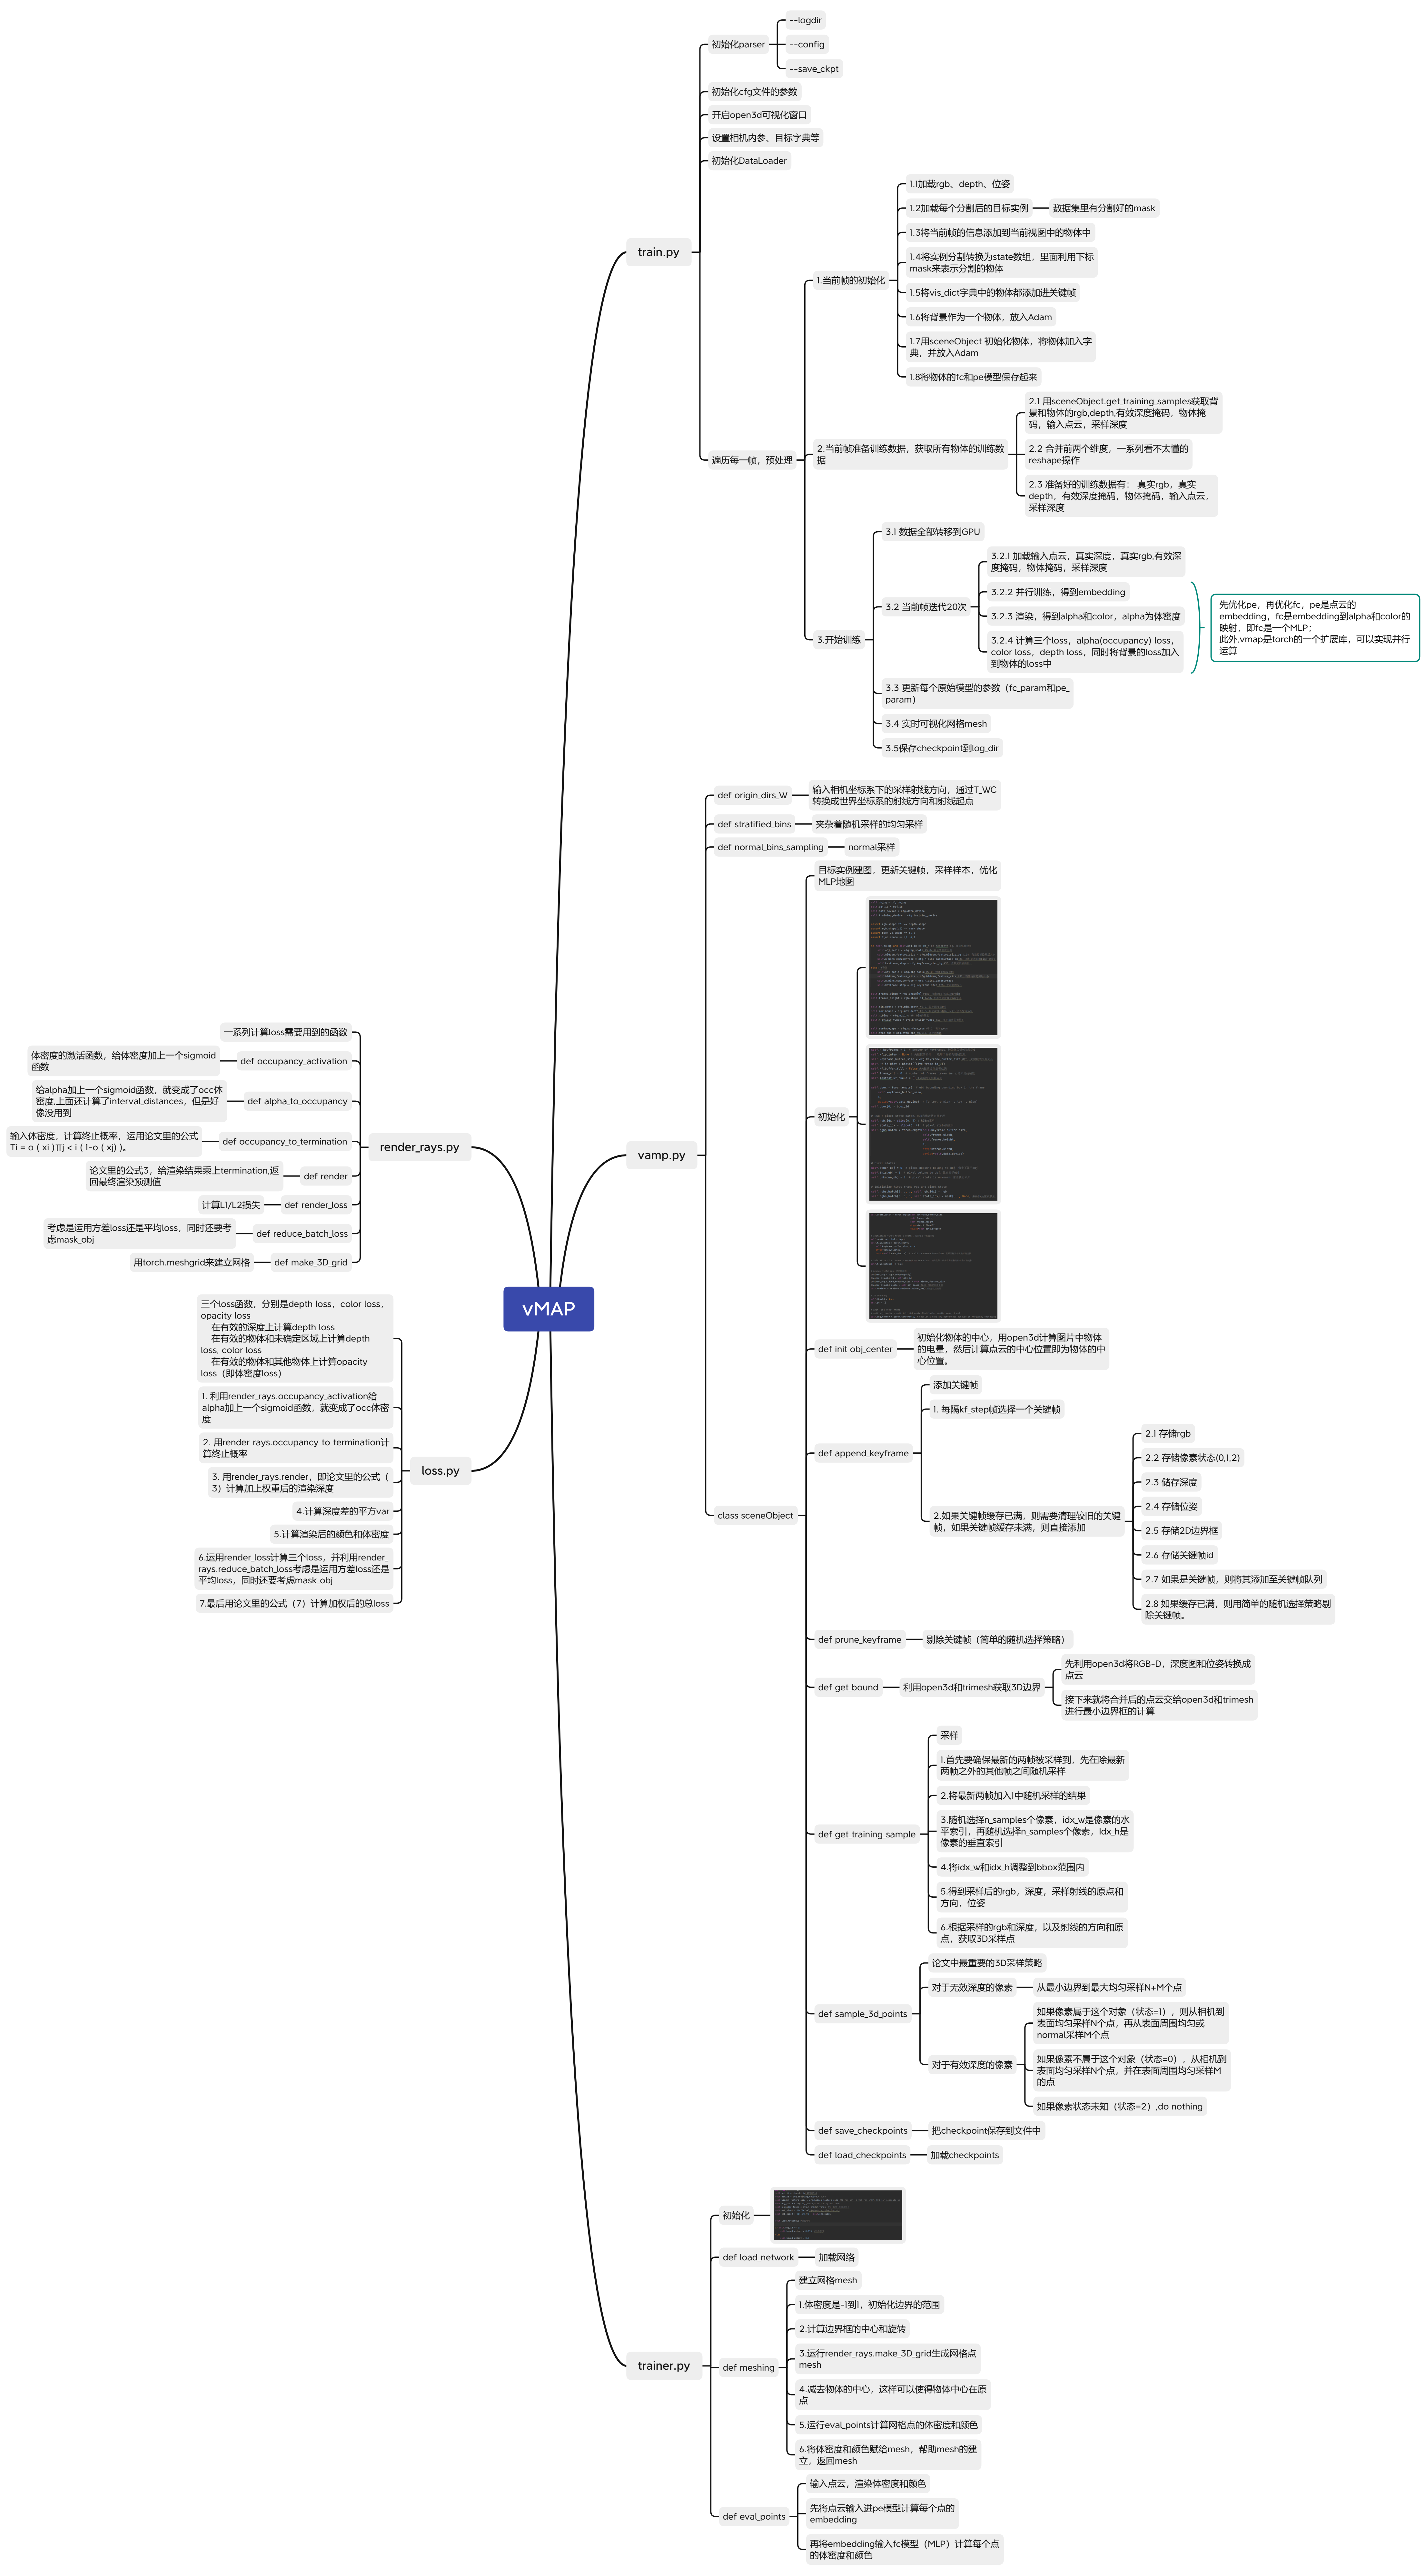 vMAP
train.py
初始化parser
--logdir
--config
--save_ckpt
初始化cfg文件的参数
开启open3d可视化窗口
设置相机内参、目标字典等
初始化DataLoader
遍历每一帧，预处理
1.当前帧的初始化
1.1加载rgb、depth、位姿
1.2加载每个分割后的目标实例
数据集里有分割好的mask
1.3将当前帧的信息添加到当前视图中的物体中
1.4将实例分割转换为state数组，里面利用下标
mask来表示分割的物体
1.5将vis_dict字典中的物体都添加进关键帧
1.6将背景作为一个物体，放入Adam
1.7用sceneObject 初始化物体，将物体加入字
典，并放入Adam
1.8将物体的fc和pe模型保存起来
2.当前帧准备训练数据，获取所有物体的训练数
据
2.1 用sceneObject.get_training_samples获取背
景和物体的rgb,depth,有效深度掩码，物体掩
码，输入点云，采样深度
2.2 合并前两个维度，一系列看不太懂的
reshape操作
2.3 准备好的训练数据有： 真实rgb，真实
depth，有效深度掩码，物体掩码，输入点云，
采样深度
3.开始训练
3.1 数据全部转移到GPU
3.2 当前帧迭代20次
3.2.1 加载输入点云，真实深度，真实rgb,有效深
度掩码，物体掩码，采样深度
3.2.2 并行训练，得到embedding
3.2.3 渲染，得到alpha和color，alpha为体密度
3.2.4 计算三个loss，alpha(occupancy) loss，
color loss，depth loss，同时将背景的loss加入
到物体的loss中
先优化pe，再优化fc，pe是点云的
embedding，fc是embedding到alpha和color的
映射，即fc是一个MLP；
此外,vmap是torch的一个扩展库，可以实现并行
运算
3.3 更新每个原始模型的参数（fc_param和pe_
param）
3.4 实时可视化网格mesh
3.5保存checkpoint到log_dir
vamp.py
def origin_dirs_W
输入相机坐标系下的采样射线方向，通过T_WC
转换成世界坐标系的射线方向和射线起点
def stratified_bins
夹杂着随机采样的均匀采样
def normal_bins_sampling
normal采样
class sceneObject
目标实例建图，更新关键帧，采样样本，优化
MLP地图
初始化
def init obj_center
初始化物体的中心，用open3d计算图片中物体
的电晕，然后计算点云的中心位置即为物体的中
心位置。
def append_keyframe
添加关键帧
1. 每隔kf_step帧选择一个关键帧
2.如果关键帧缓存已满，则需要清理较旧的关键
帧，如果关键帧缓存未满，则直接添加
2.1 存储rgb
2.2 存储像素状态(0,1,2)
2.3 储存深度
2.4 存储位姿
2.5 存储2D边界框
2.6 存储关键帧id
2.7 如果是关键帧，则将其添加至关键帧队列
2.8 如果缓存已满，则用简单的随机选择策略剔
除关键帧。
def prune_keyframe
剔除关键帧（简单的随机选择策略）
def get_bound
利用open3d和trimesh获取3D边界
先利用open3d将RGB-D，深度图和位姿转换成
点云
接下来就将合并后的点云交给open3d和trimesh
进行最小边界框的计算
def get_training_sample
采样
1.首先要确保最新的两帧被采样到，先在除最新
两帧之外的其他帧之间随机采样
2.将最新两帧加入1中随机采样的结果
3.随机选择n_samples个像素，idx_w是像素的水
平索引，再随机选择n_samples个像素，Idx_h是
像素的垂直索引
4.将idx_w和idx_h调整到bbox范围内
5.得到采样后的rgb，深度，采样射线的原点和
方向，位姿
6.根据采样的rgb和深度，以及射线的方向和原
点，获取3D采样点
def sample_3d_points
论文中最重要的3D采样策略
对于无效深度的像素
从最小边界到最大均匀采样N+M个点
对于有效深度的像素
如果像素属于这个对象（状态=1），则从相机到
表面均匀采样N个点，再从表面周围均匀或
normal采样M个点
如果像素不属于这个对象（状态=0），从相机到
表面均匀采样N个点，并在表面周围均匀采样M
的点
如果像素状态未知（状态=2）,do nothing
def save_checkpoints
把checkpoint保存到文件中
def load_checkpoints
加载checkpoints
trainer.py
初始化
def load_network
加载网络
def meshing
建立网格mesh
1.体密度是-1到1，初始化边界的范围
2.计算边界框的中心和旋转
3.运行render_rays.make_3D_grid生成网格点
mesh
4.减去物体的中心，这样可以使得物体中心在原
点
5.运行eval_points计算网格点的体密度和颜色
6.将体密度和颜色赋给mesh，帮助mesh的建
立，返回mesh
def eval_points
输入点云，渲染体密度和颜色
先将点云输入进pe模型计算每个点的
embedding
再将embedding输入fc模型（MLP）计算每个点
的体密度和颜色
render_rays.py
一系列计算loss需要用到的函数
def occupancy_activation
体密度的激活函数，给体密度加上一个sigmoid
函数
def alpha_to_occupancy
给alpha加上一个sigmoid函数，就变成了occ体
密度,上面还计算了interval_distances，但是好
像没用到
def occupancy_to_termination
输入体密度，计算终止概率，运用论文里的公式
Ti = o ( xi )∏j < i ( 1-o ( xj) )。
def render
论文里的公式3，给渲染结果乘上termination,返
回最终渲染预测值
def render_loss
计算L1/L2损失
def reduce_batch_loss
考虑是运用方差loss还是平均loss，同时还要考
虑mask_obj
def make_3D_grid
用torch.meshgrid来建立网格
loss.py
三个loss函数，分别是depth loss，color loss，
opacity loss
在有效的深度上计算depth loss
在有效的物体和未确定区域上计算depth
loss, color loss
在有效的物体和其他物体上计算opacity
loss（即体密度loss）
1. 利用render_rays.occupancy_activation给
alpha加上一个sigmoid函数，就变成了occ体密
度
2. 用render_rays.occupancy_to_termination计
算终止概率
3. 用render_rays.render，即论文里的公式（
3）计算加上权重后的渲染深度
4.计算深度差的平方var
5.计算渲染后的颜色和体密度
6.运用render_loss计算三个loss，并利用render_
rays.reduce_batch_loss考虑是运用方差loss还是
平均loss，同时还要考虑mask_obj
7.最后用论文里的公式（7）计算加权后的总loss